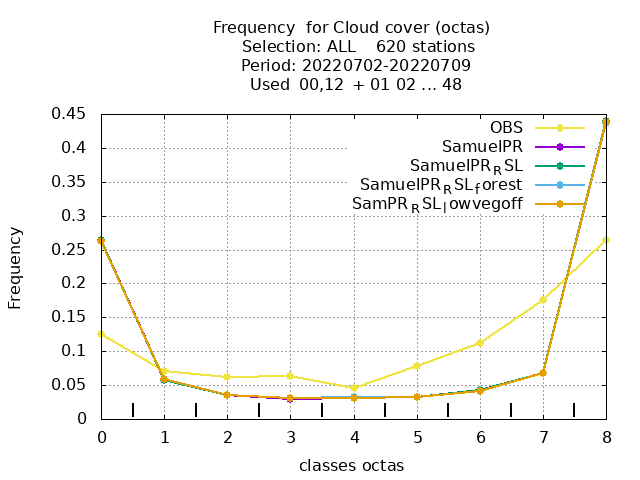 Frequency  for Cloud cover (octas)
Selection: ALL    620 stations
Period: 20220702-20220709
Used  00,12  + 01 02 ... 48
0.45
0.4
0.35
0.3
0.25
0.2
0.15
0.1
0.05
0
Frequency
OBS
SamuelPR
SamuelPR_RSL
SamuelPR_RSL_forest
SamPR_RSL_lowvegoff
0 1 2 3 4 5 6 7 8
classes octas